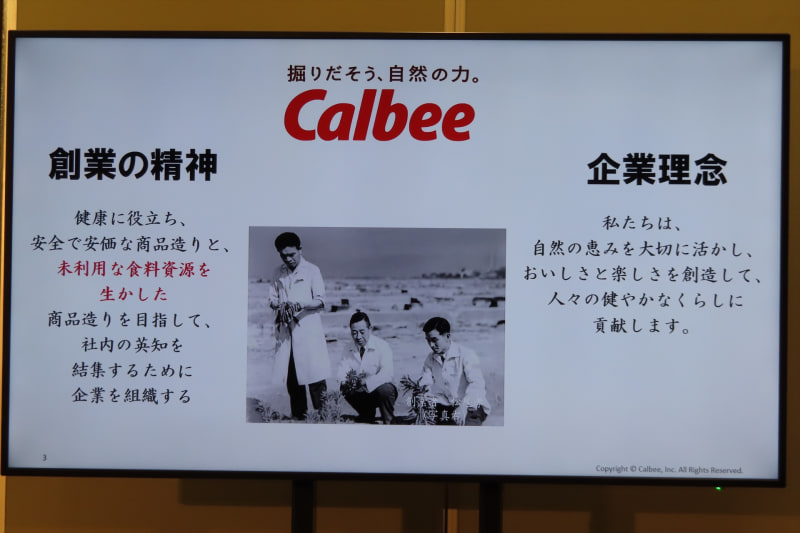 掘りだそう、自然の力。
Calbee
創業の精神
健康に役立ち、
安全で安価な商品造りと、
未利用な食料資源を
生かした
商品造りを目指して、
社内の英知を
結集するために
企業を組織する
企業理念
私たちは、
自然の恵みを大切に活かし、
おいしさと楽しさを創造して、
人々の健やかなくらしに
貢献します。
3
Copyright © Calbee, Inc. All Rights Reserved.